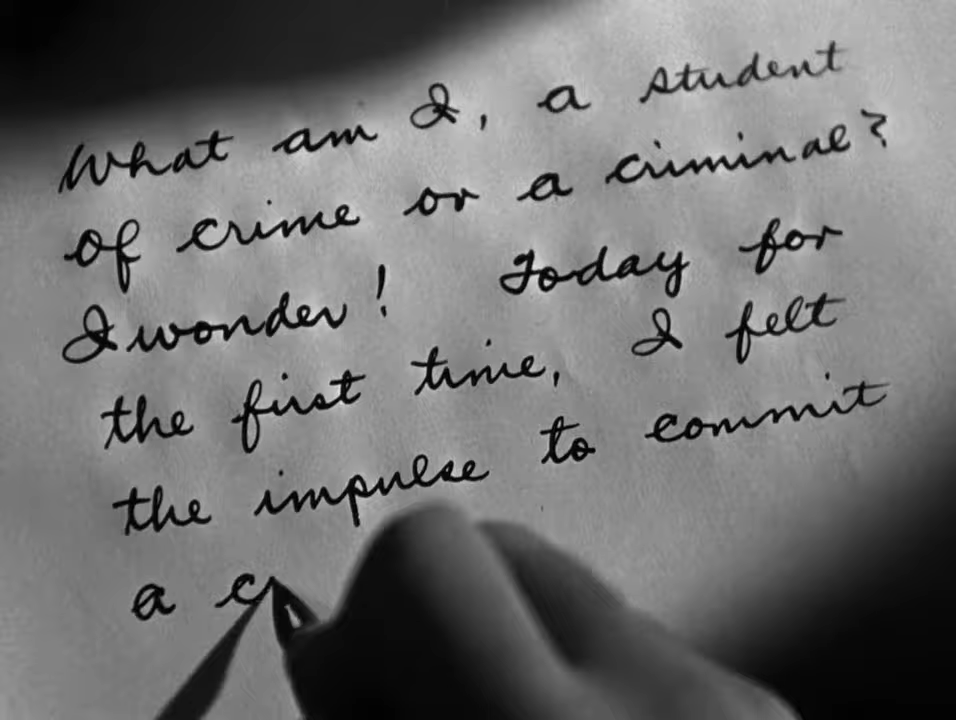 What am I, a student
of crime or a criminal?
I wonder! Today for
the first time, I felt
the impulse to commit
a c